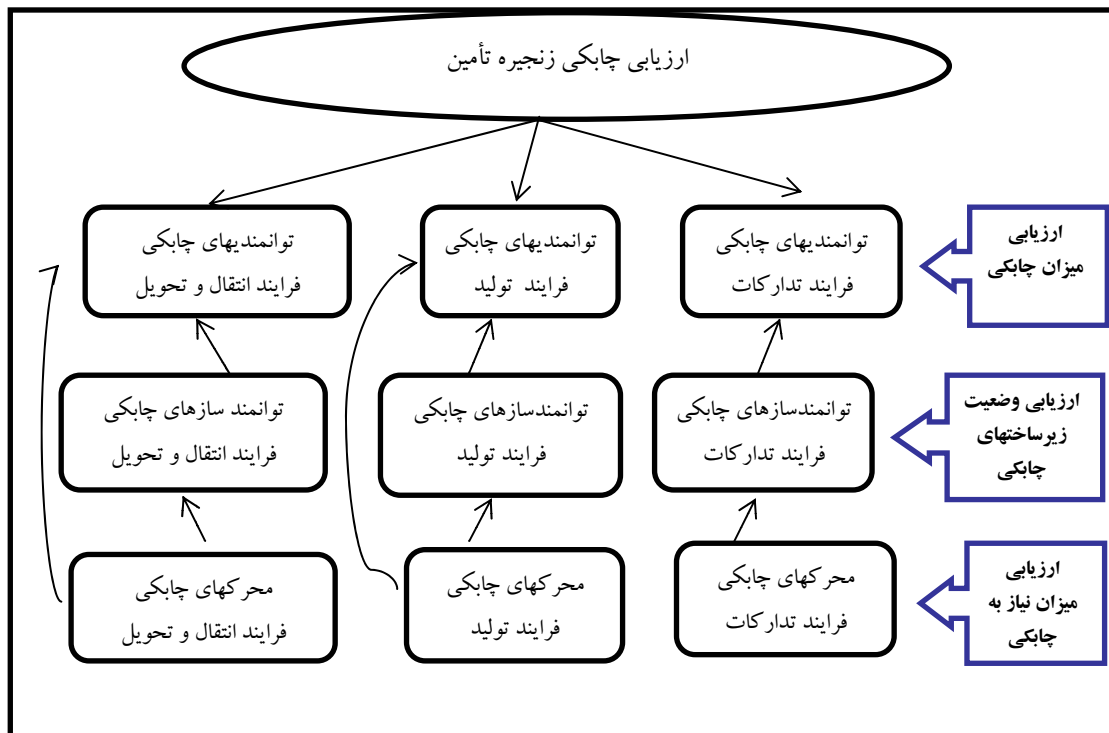 ارزیابی چابکی زنجیره تأمین
ارزیابی
میزان چابکی
توانمندیهای چابکی
فرایند تدارکات
توانمندیهای چابکی
فرایند تولید
توانمندیهای چابکی
فرایند انتقال و تحویل
ارزیابی وضعیت
زیرساختهای
چابکی
توانمندسازهای چابکی
فرایند تدارکات
توانمندسازهای چابکی
فرایند تولید
توانمند سازهای چابکی
فرایند انتقال و تحویل
ارزیابی
میزان نیاز به
چابکی
محرکهای چابکی
فرایند تدارکات
محرکهای چابکی
فرایند تولید
محرکهای چابکی
فرایند انتقال و تحویل